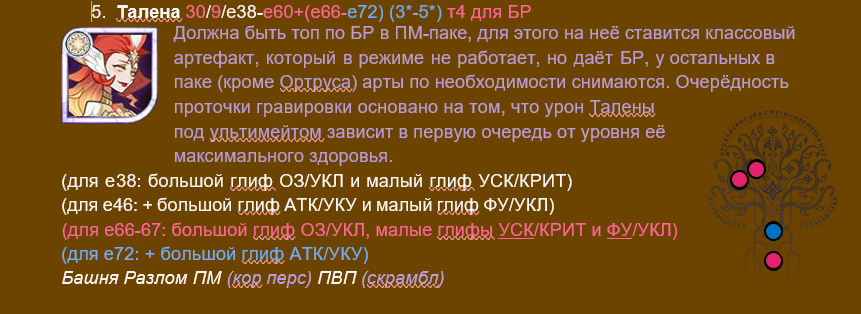 5. Талена 30/9/е38-е60+(е66-е72) (3*-5*) т4 для БР
Должна быть топ по БР в ПМ-паке, для этого на неё ставится классовый
артефакт, который в режиме не работает, но даёт БР, у остальных в
паке (кроме Ортруса) арты по необходимости снимаются. Очерёдность
проточки гравировки основано на том, что урон Талены
под ультимейтом зависит в первую очередь от уровня её
максимального здоровья.
(для е38: большой глиф ОЗ/УКЛ и малый глиф УСК/КРИТ)
(для е46: + большой глиф АТК/УКУ и малый глиф ФУ/УКЛ)
(для е66-67: большой глиф ОЗ/УКЛ, малые глифы УСК/КРИТ и ФУ/УКЛ)
(для е72: + большой глиф АТК/УКУ)
Башня Разлом ПМ (кор перс) ПВП (скрамбл)